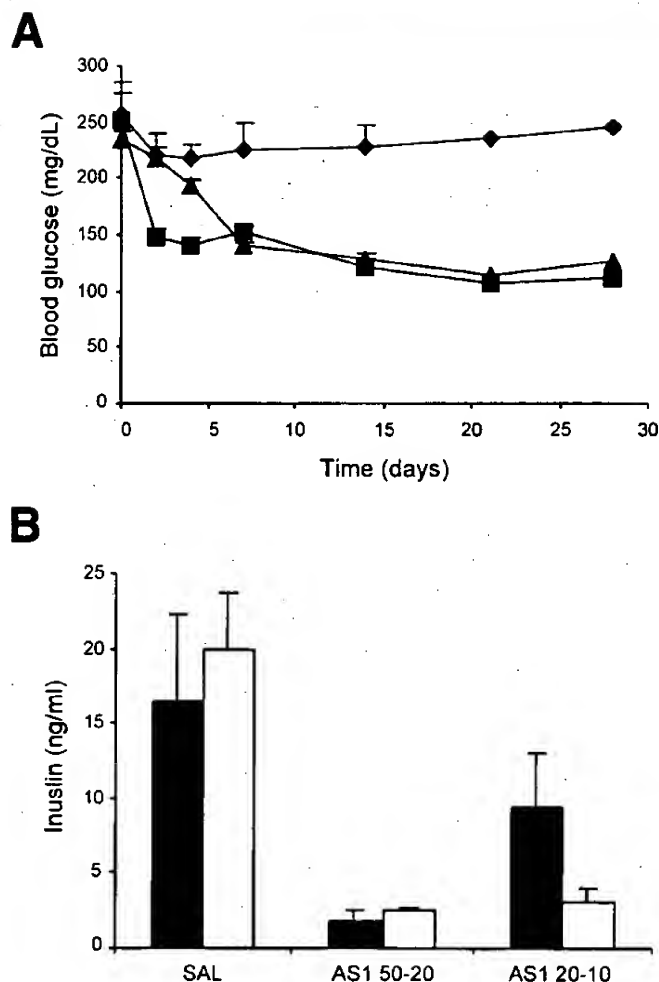 A
300
250
200
150
100
50
0
Blood glucose (mg/dL)
0 5 10 15 20 25 30
Time (days)
B
25
20
15
10
5
0
Inuslin (ng/ml)
SAL AS1 50-20 AS1 20-10